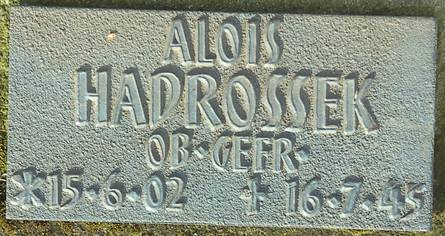 ALOIS
HADROSSEK
OB·GEFR·
*15·6·02 † 16·7·45